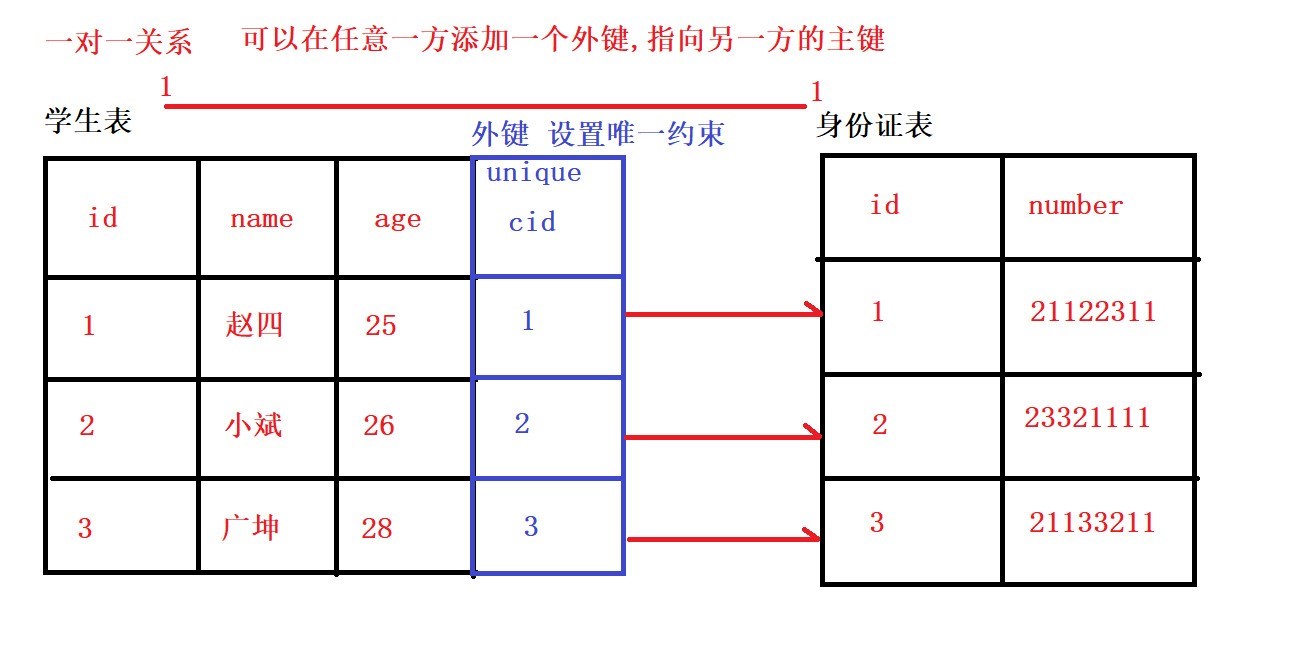 一对一关系 可以在任意一方添加一个外键,指向另一方的主键
1 1
学生表 外键 设置唯一约束 身份证表
unique
id name age cid id number
1 赵四 25 1 1 21122311
2 小斌 26 2 2 23321111
3 广坤 28 3 3 21133211